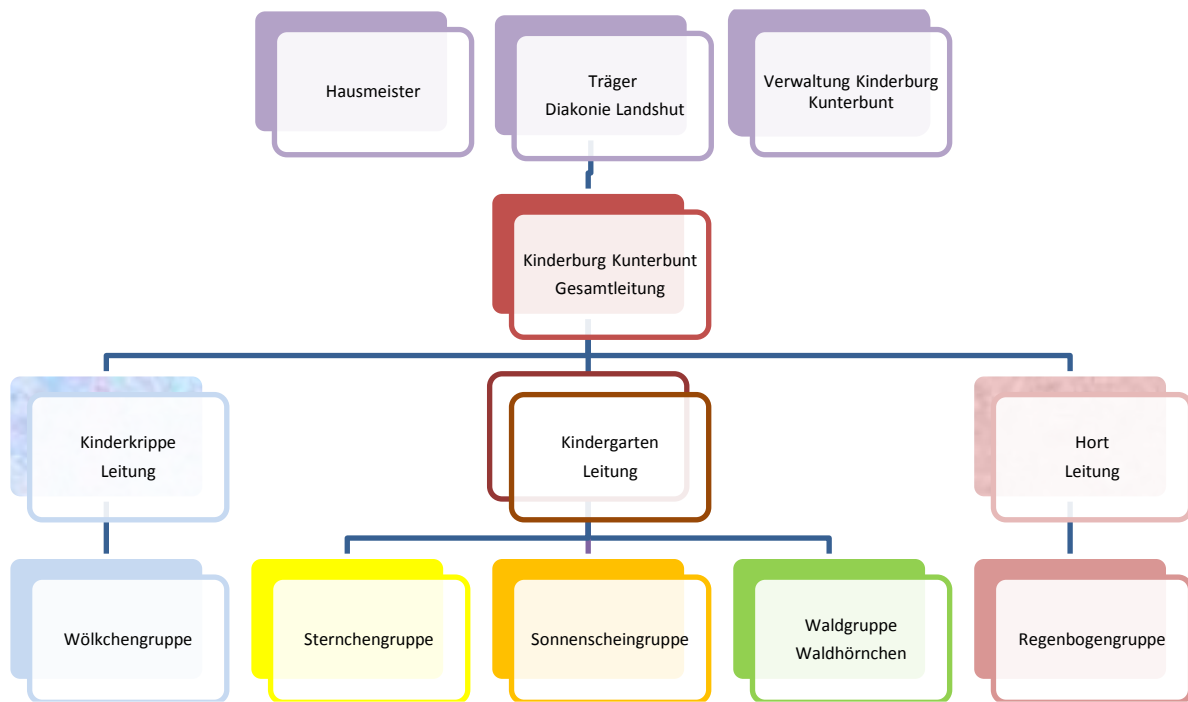 Hausmeister
Träger
Diakonie Landshut
Verwaltung Kinderburg
Kunterbunt
Kinderburg Kunterbunt
Gesamtleitung
Kinderkrippe
Leitung
Kindergarten
Leitung
Hort
Leitung
Wölkchengruppe
Sternchengruppe
Sonnenscheingruppe
Waldgruppe
Waldhörnchen
Regenbogengruppe